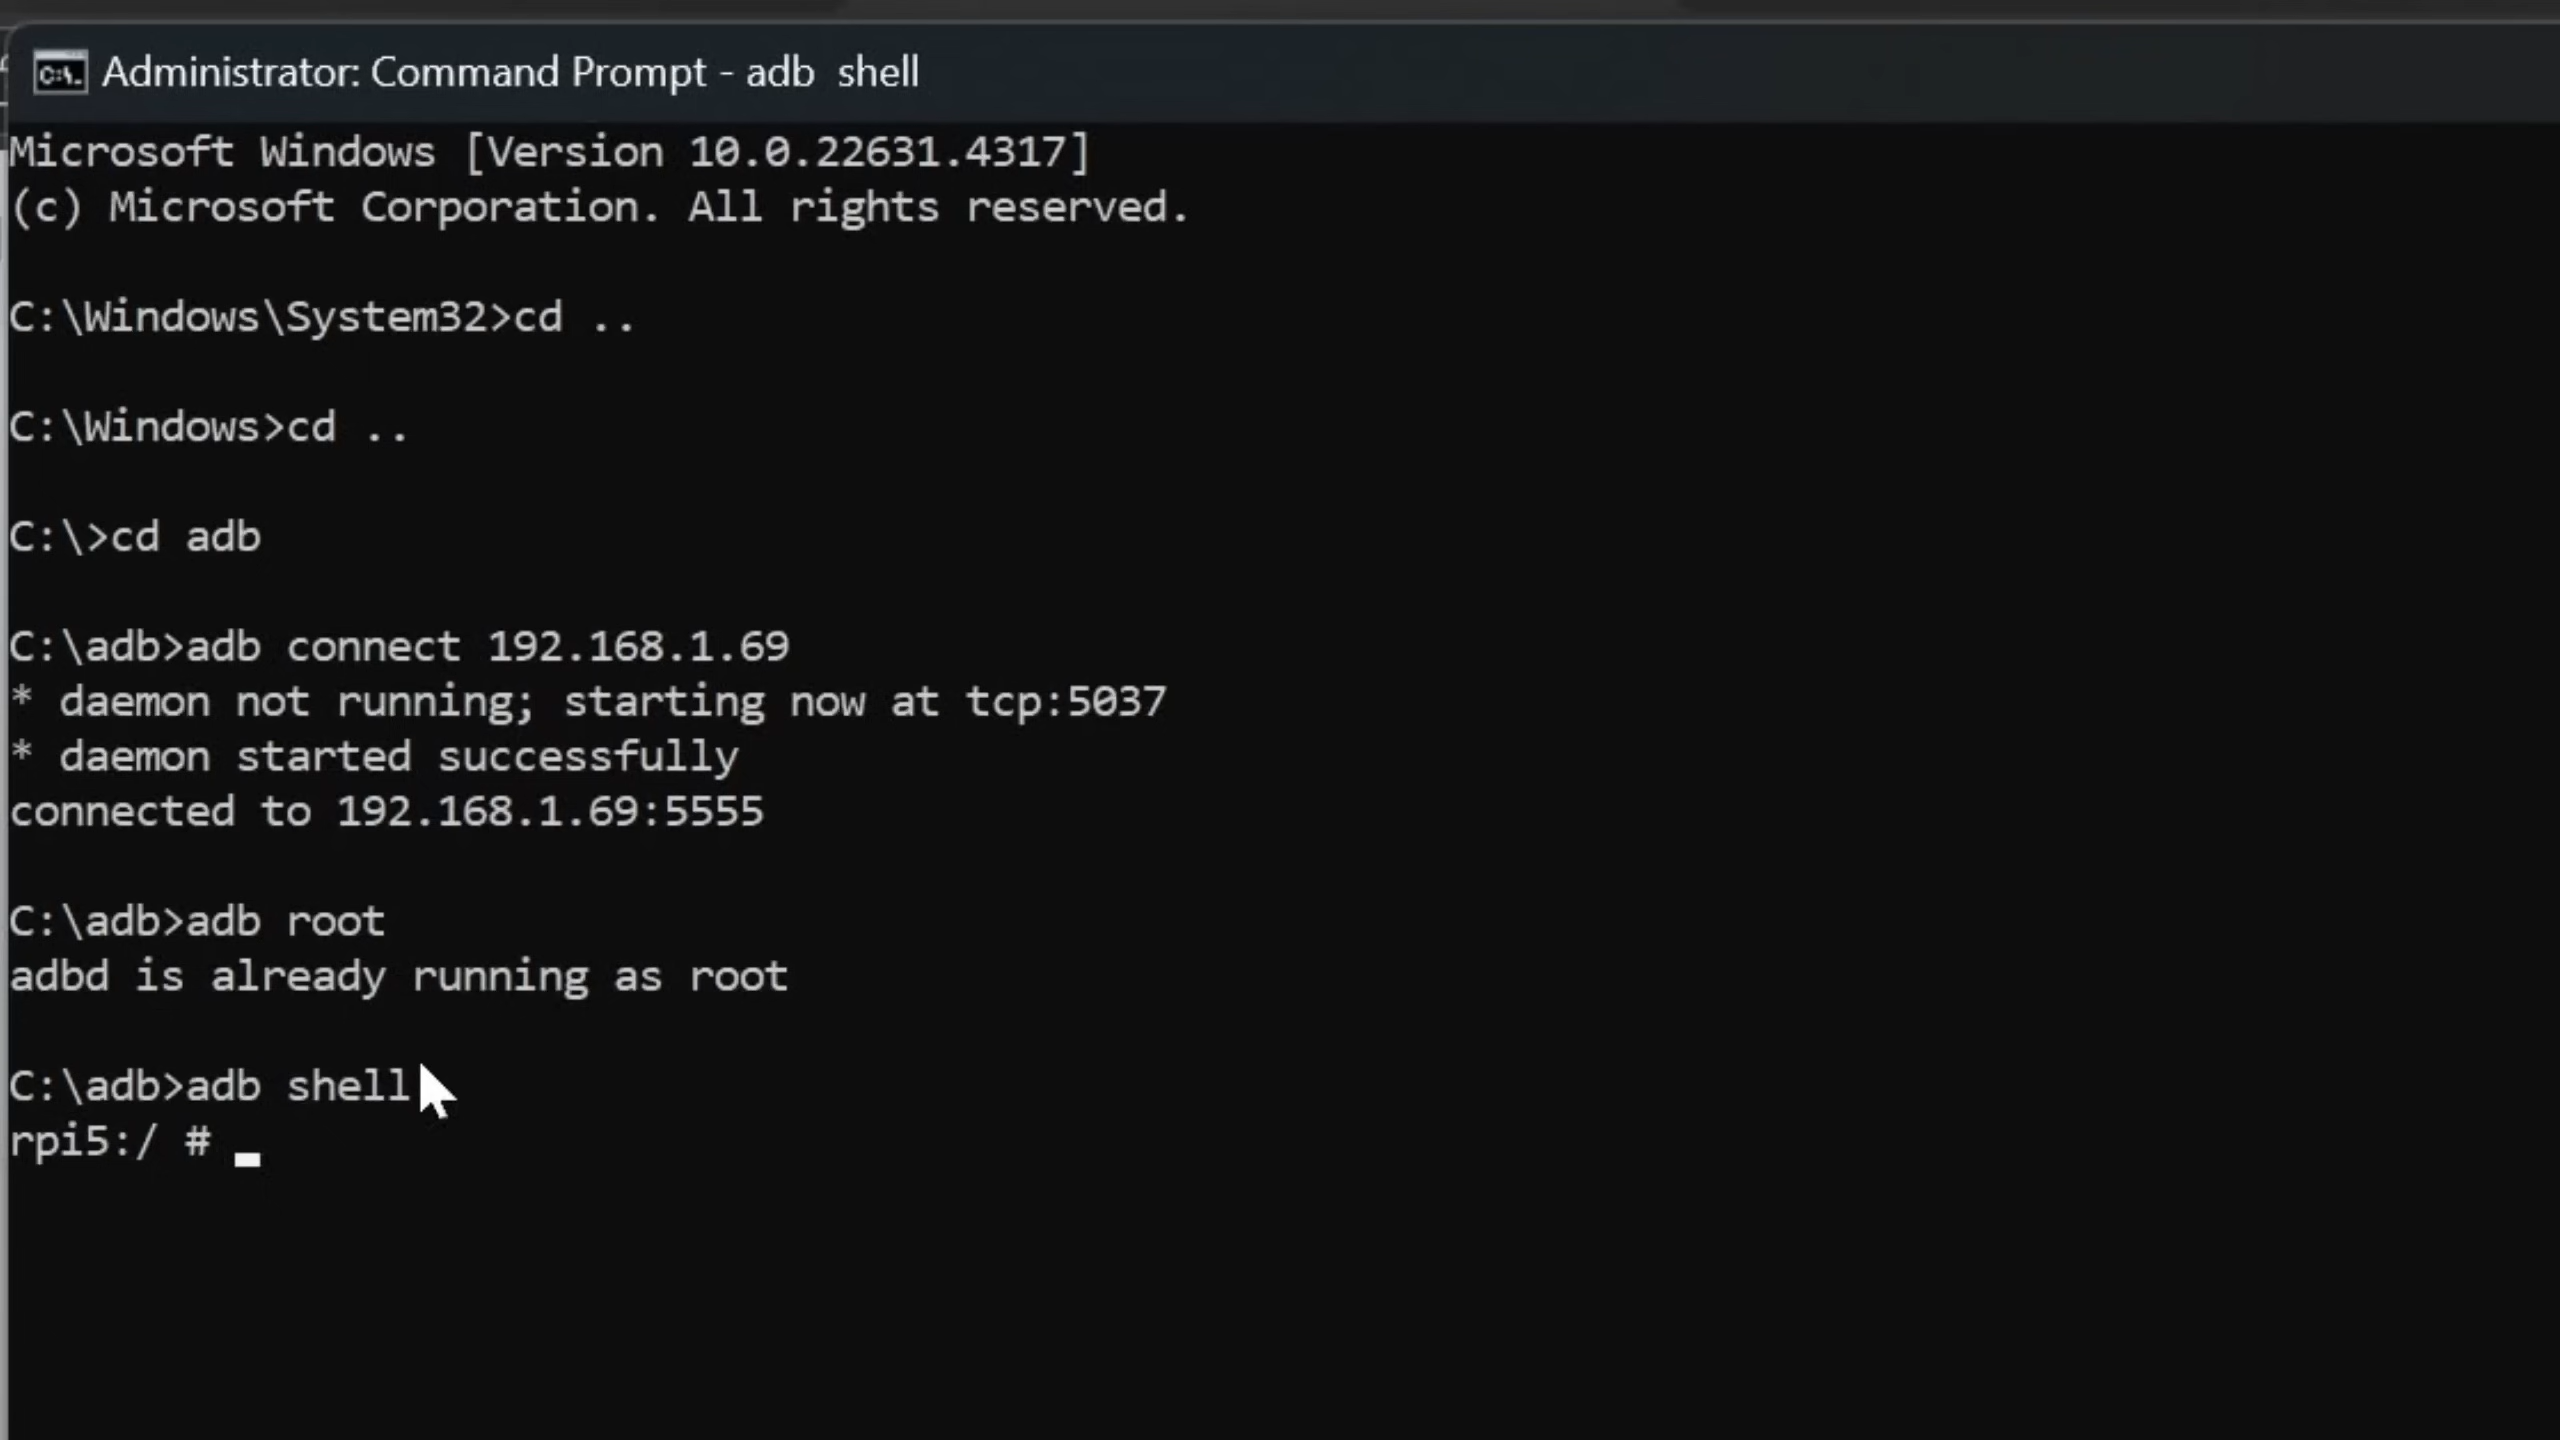 Administrator: Command Prompt - adb  shell
Microsoft Windows [Version 10.0.22631.4317]
(c) Microsoft Corporation. All rights reserved.
C:\Windows\System32>cd ..
C:\Windows>cd ..
C:\>cd adb
C:\adb>adb connect 192.168.1.69
* daemon not running; starting now at tcp:5037
* daemon started successfully
connected to 192.168.1.69:5555
C:\adb>adb root
adbd is already running as root
C:\adb>adb shell
rpi5:/ #